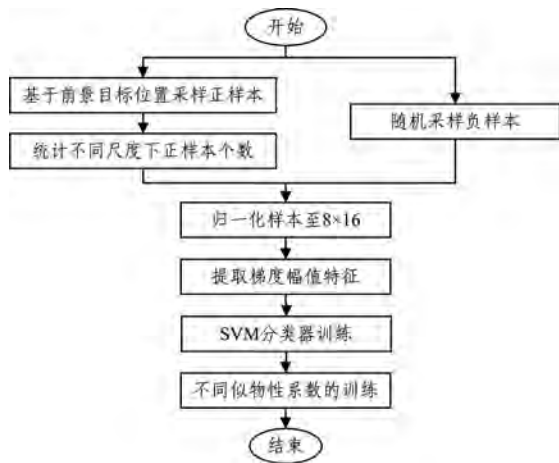 开始
基于前景目标位置采样正样本
随机采样负样本
统计不同尺度下正样本个数
归一化样本至8×16
提取梯度幅值特征
SVM分类器训练
不同似物性系数的训练
结束